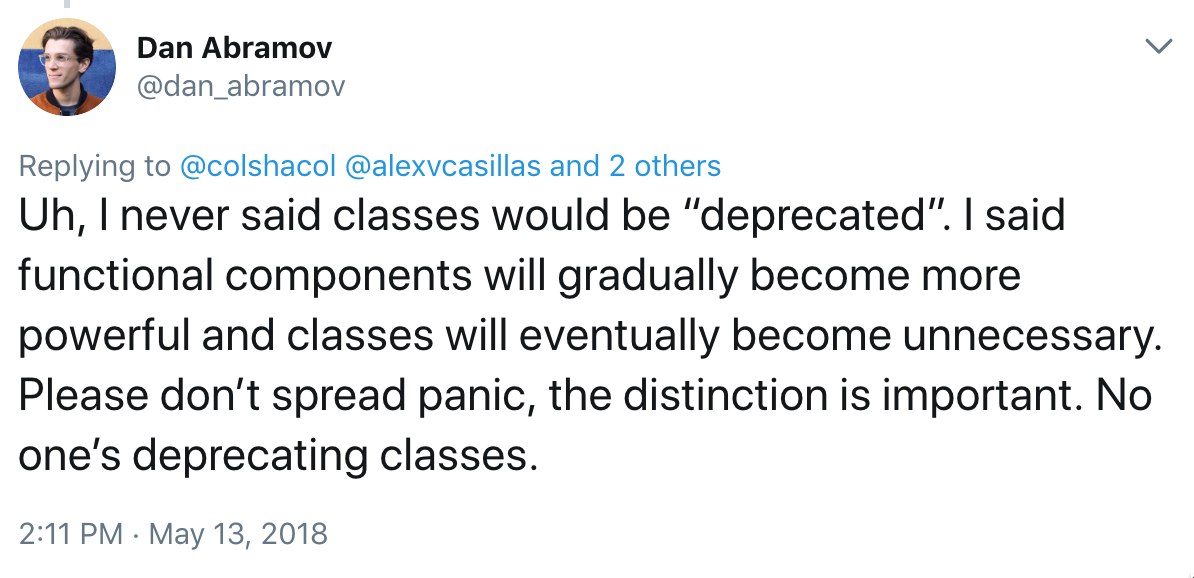 Dan Abramov
@dan_abramov
Replying to @colshacol @alexvcasillas and 2 others
Uh, I never said classes would be “deprecated”. I said
functional components will gradually become more
powerful and classes will eventually become unnecessary.
Please don’t spread panic, the distinction is important. No
one’s deprecating classes.
2:11 PM · May 13, 2018